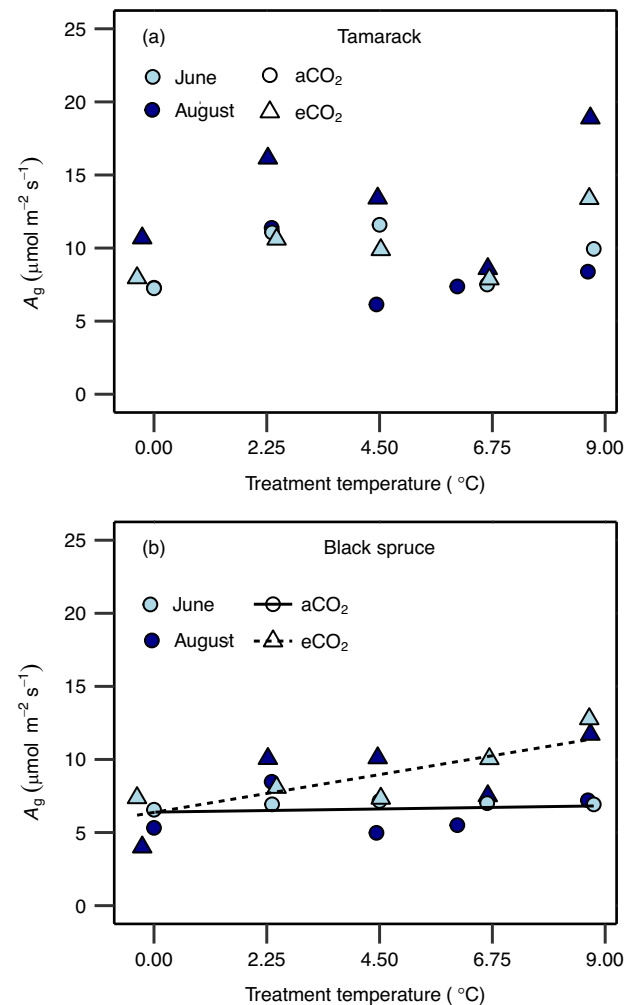 25
(a)
Tamarack
June
aCO₂
20
August
eCO₂
15
A_g (μmol m⁻² s⁻¹)
10
5
0
0.00 2.25 4.50 6.75 9.00
Treatment temperature ( °C)
25
(b)
Black spruce
June
aCO₂
20
August
eCO₂
15
A_g (μmol m⁻² s⁻¹)
10
5
0
0.00 2.25 4.50 6.75 9.00
Treatment temperature ( °C)